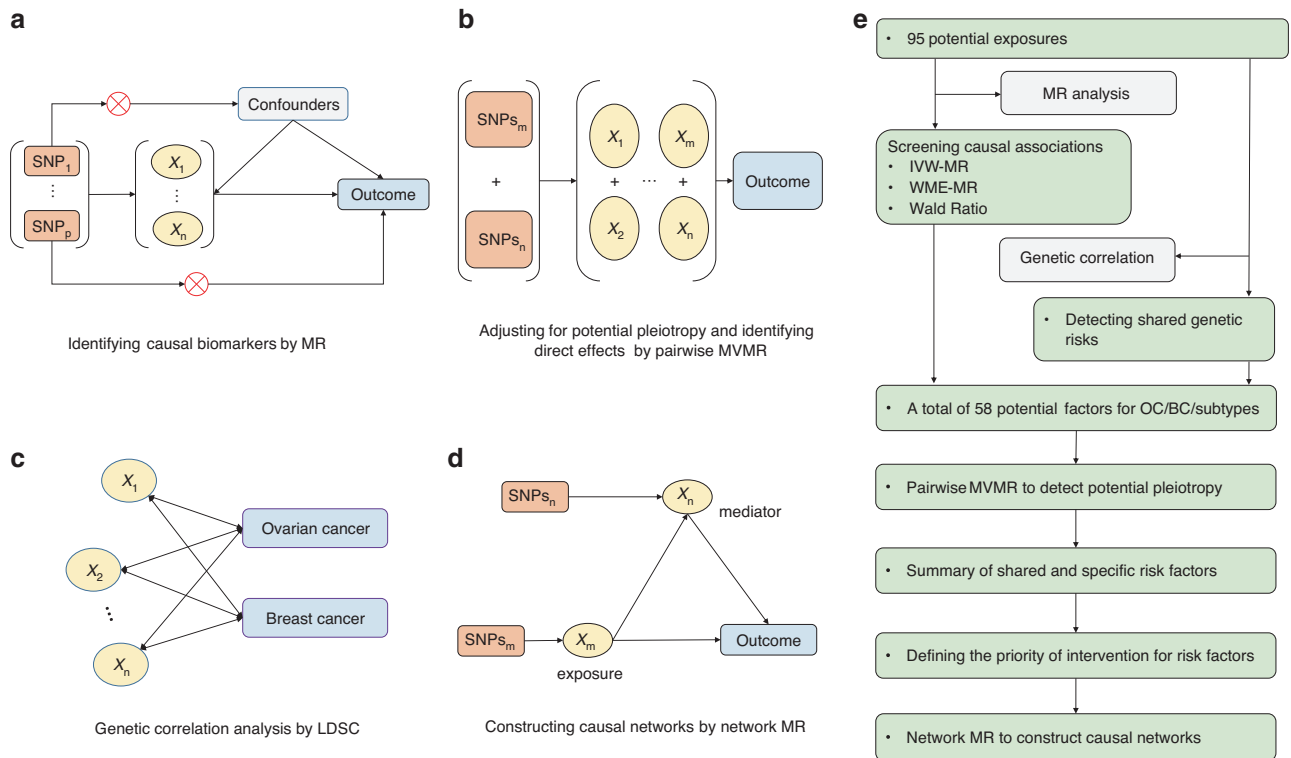 a
Confounders
SNP1
⋮
SNPp
X1
⋮
Xn
Outcome
Identifying causal biomarkers by MR
b
SNPsm
+
SNPsn
X1
Xm
+ ⋯ +
X2
Xn
Outcome
Adjusting for potential pleiotropy and identifying
direct effects by pairwise MVMR
c
X1
X2
⋮
Xn
Ovarian cancer
Breast cancer
Genetic correlation analysis by LDSC
d
SNPsn
Xn
mediator
SNPsm
Xm
exposure
Outcome
Constructing causal networks by network MR
e
• 95 potential exposures
MR analysis
Screening causal associations
• IVW-MR
• WME-MR
• Wald Ratio
Genetic correlation
• Detecting shared genetic
risks
• A total of 58 potential factors for OC/BC/subtypes
• Pairwise MVMR to detect potential pleiotropy
• Summary of shared and specific risk factors
• Defining the priority of intervention for risk factors
• Network MR to construct causal networks